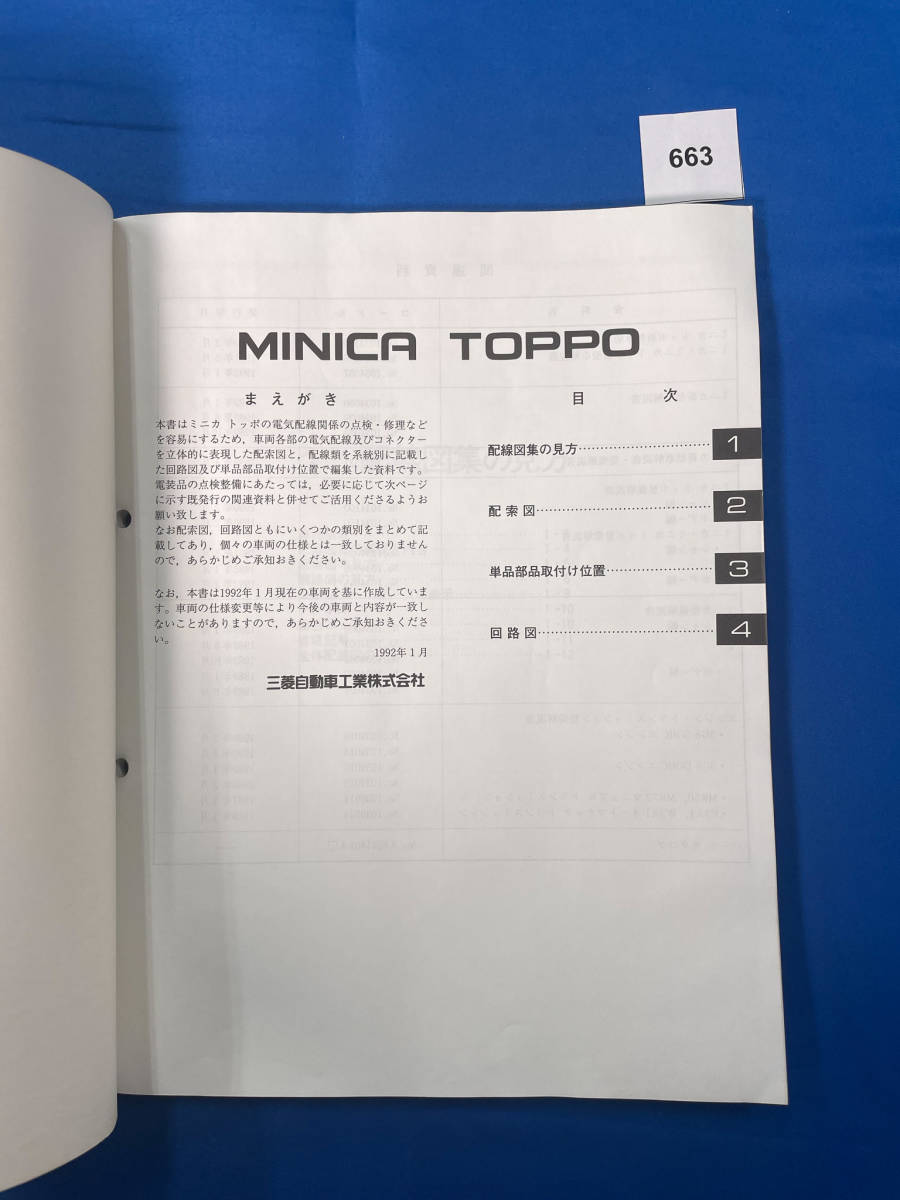 663
MINICA TOPPO
まえがき
本書はミニカ トッポの電気配線関係の点検・修理など
を容易にするため，車両各部の電気配線及びコネクター
を立体的に表現した配索図と，配線類を系統別に記載し
た回路図及び単品部品取付け位置で編集した資料です。
電装品の点検整備にあたっては，必要に応じて次ページ
に示す既発行の関連資料と併せてご活用くださるようお
願い致します。
なお配索図，回路図ともにいくつかの類別をまとめて記
載してあり，個々の車両の仕様とは一致しておりません
ので，あらかじめご承知おきください。
なお，本書は1992年1月現在の車両を基に作成していま
す。車両の仕様変更等により今後の車両と内容が一致し
ないことがありますので，あらかじめご承知おきくださ
い。
1992年1月
三菱自動車工業株式会社
目 次
配線図集の見方 1
配索図 2
単品部品取付け位置 3
回路図 4